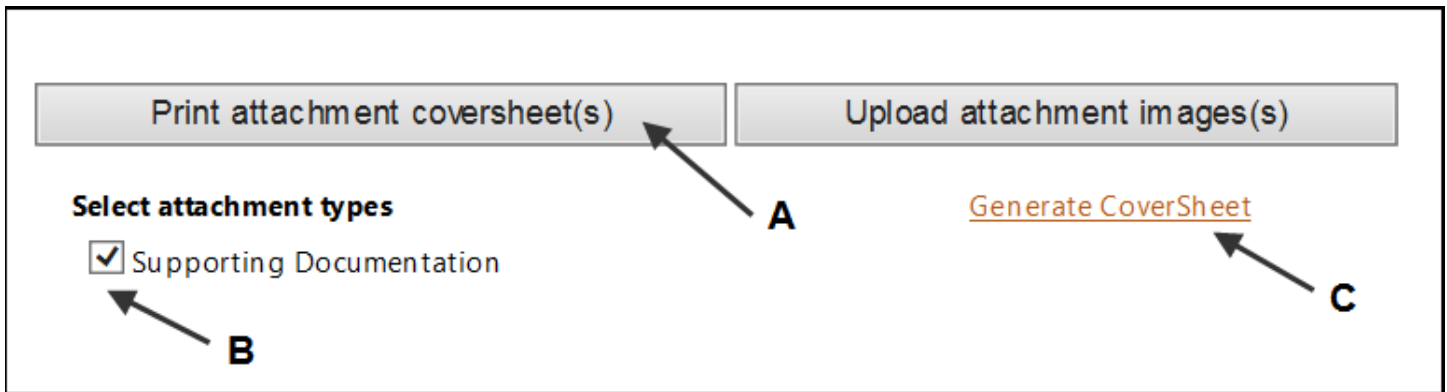 Print attachment coversheet(s) Upload attachment images(s)
Select attachment types Generate CoverSheet
A
Supporting Documentation
C
B